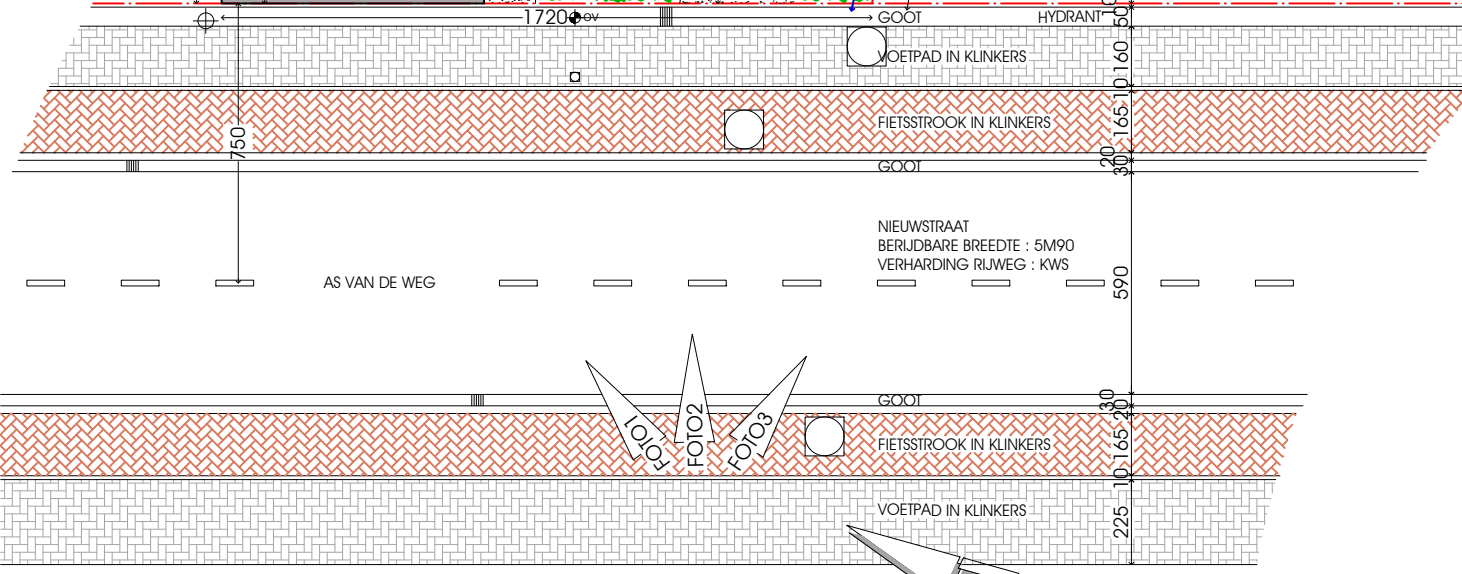 1720
OV
GOOT
HYDRANT
50
VOETPAD IN KLINKERS
160
10
FIETSSTROOK IN KLINKERS
165
750
20
GOOT
30
NIEUWSTRAAT
BERIJDBARE BREEDTE : 5M90
VERHARDING RIJWEG : KWS
AS VAN DE WEG
590
GOOT
30
20
FOTO1
FOTO2
FOTO3
FIETSSTROOK IN KLINKERS
165
10
VOETPAD IN KLINKERS
225